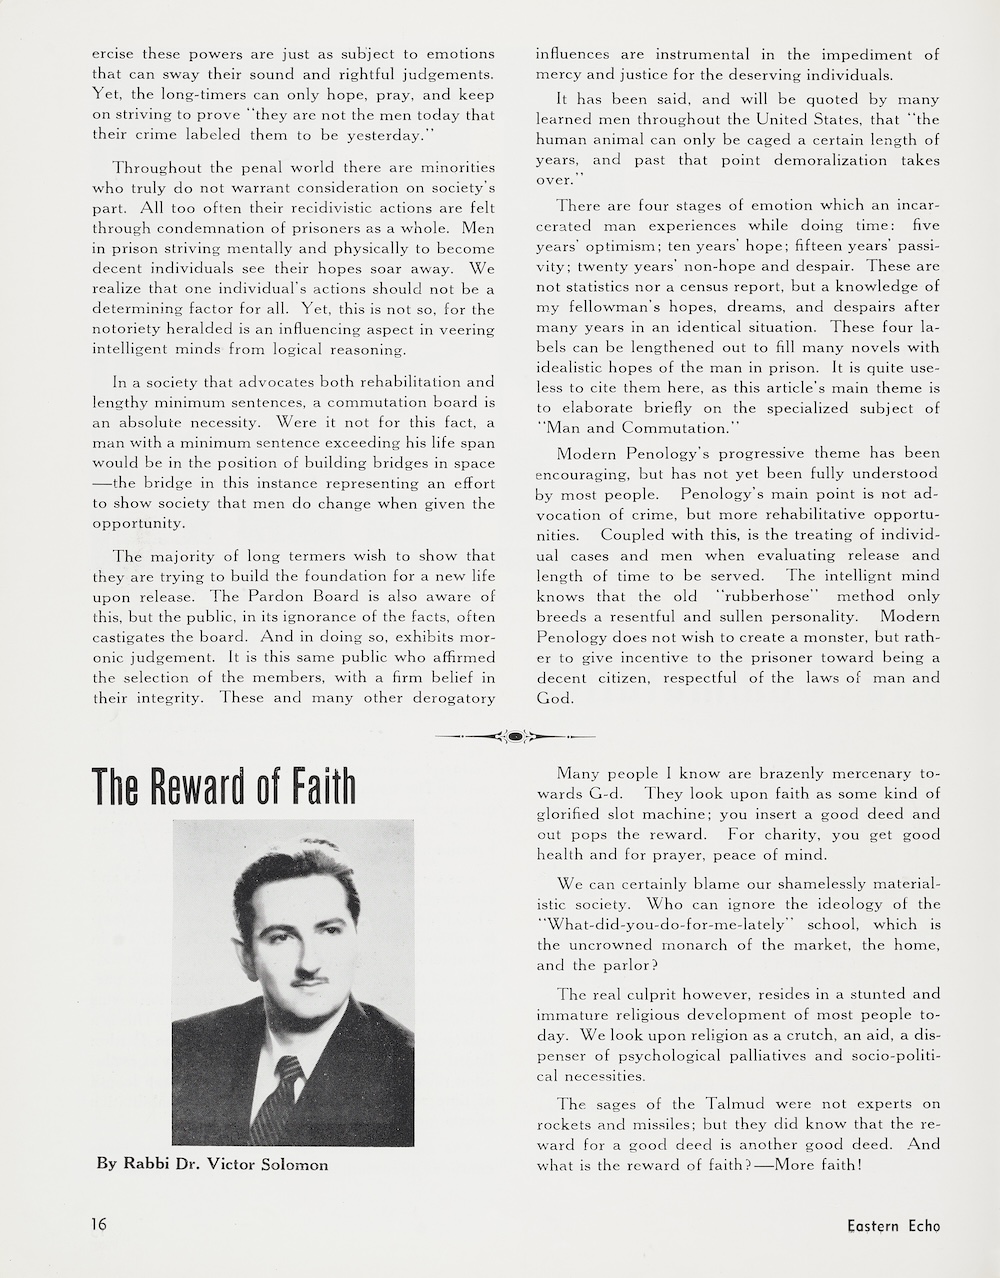 ercise these powers are just as subject to emotions
that can sway their sound and rightful judgements.
Yet, the long-timers can only hope, pray, and keep
on striving to prove "they are not the men today that
their crime labeled them to be yesterday."
Throughout the penal world there are minorities
who truly do not warrant consideration on society's
part. All too often their recidivistic actions are felt
through condemnation of prisoners as a whole. Men
in prison striving mentally and physically to become
decent individuals see their hopes soar away. We
realize that one individual's actions should not be a
determining factor for all. Yet, this is not so, for the
notoriety heralded is an influencing aspect in veering
intelligent minds from logical reasoning.
In a society that advocates both rehabilitation and
lengthy minimum sentences, a commutation board is
an absolute necessity. Were it not for this fact, a
man with a minimum sentence exceeding his life span
would be in the position of building bridges in space
—the bridge in this instance representing an effort
to show society that men do change when given the
opportunity.
The majority of long termers wish to show that
they are trying to build the foundation for a new life
upon release. The Pardon Board is also aware of
this, but the public, in its ignorance of the facts, often
castigates the board. And in doing so, exhibits mor-
onic judgement. It is this same public who affirmed
the selection of the members, with a firm belief in
their integrity. These and many other derogatory
influences are instrumental in the impediment of
mercy and justice for the deserving individuals.
It has been said, and will be quoted by many
learned men throughout the United States, that "the
human animal can only be caged a certain length of
years, and past that point demoralization takes
over."
There are four stages of emotion which an incar-
cerated man experiences while doing time: five
years' optimism; ten years' hope; fifteen years' passi-
vity; twenty years' non-hope and despair. These are
not statistics nor a census report, but a knowledge of
my fellowman's hopes, dreams, and despairs after
many years in an identical situation. These four la-
bels can be lengthened out to fill many novels with
idealistic hopes of the man in prison. It is quite use-
less to cite them here, as this article's main theme is
to elaborate briefly on the specialized subject of
"Man and Commutation."
Modern Penology's progressive theme has been
encouraging, but has not yet been fully understood
by most people. Penology's main point is not ad-
vocation of crime, but more rehabilitative opportu-
nities. Coupled with this, is the treating of individ-
ual cases and men when evaluating release and
length of time to be served. The intellignt mind
knows that the old "rubberhose" method only
breeds a resentful and sullen personality. Modern
Penology does not wish to create a monster, but rath-
er to give incentive to the prisoner toward being a
decent citizen, respectful of the laws of man and
God.
The Reward of Faith
By Rabbi Dr. Victor Solomon
Many people I know are brazenly mercenary to-
wards G-d. They look upon faith as some kind of
glorified slot machine; you insert a good deed and
out pops the reward. For charity, you get good
health and for prayer, peace of mind.
We can certainly blame our shamelessly material-
istic society. Who can ignore the ideology of the
"What-did-you-do-for-me-lately" school, which is
the uncrowned monarch of the market, the home,
and the parlor?
The real culprit however, resides in a stunted and
immature religious development of most people to-
day. We look upon religion as a crutch, an aid, a dis-
penser of psychological palliatives and socio-politi-
cal necessities.
The sages of the Talmud were not experts on
rockets and missiles; but they did know that the re-
ward for a good deed is another good deed. And
what is the reward of faith?—More faith!
16
Eastern Echo